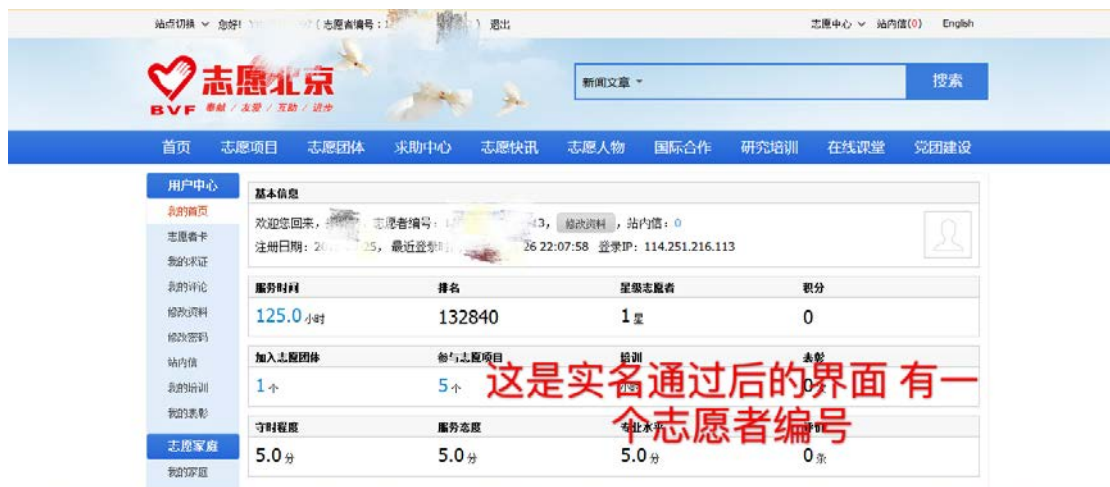 站点切换 您好! (志愿者编号: ) 退出 志愿中心 站内信(0) English
志愿北京
BVF 奉献 / 友爱 / 互助 / 进步
新闻文章 搜索
首页 志愿项目 志愿团体 求助中心 志愿快讯 志愿人物 国际合作 研究培训 在线课堂 党团建设
用户中心
我的首页
志愿者卡
我的求证
我的评论
修改资料
修改密码
站内信
我的培训
我的表彰
志愿家庭
我的家庭
基本信息
欢迎您回来, 志愿者编号: 3, 修改资料 , 站内信: 0
注册日期: 2 25, 最近登录 26 22:07:58 登录IP: 114.251.216.113
服务时间 排名 星级志愿者 积分
125.0 小时 132840 1 星 0
加入志愿团体 参与志愿项目 培训 表彰
1 个 5 个 0
这是实名通过后的界面 有一
个志愿者编号
守时程度 服务态度 专业水平 评价
5.0 分 5.0 分 5.0 分 0 条